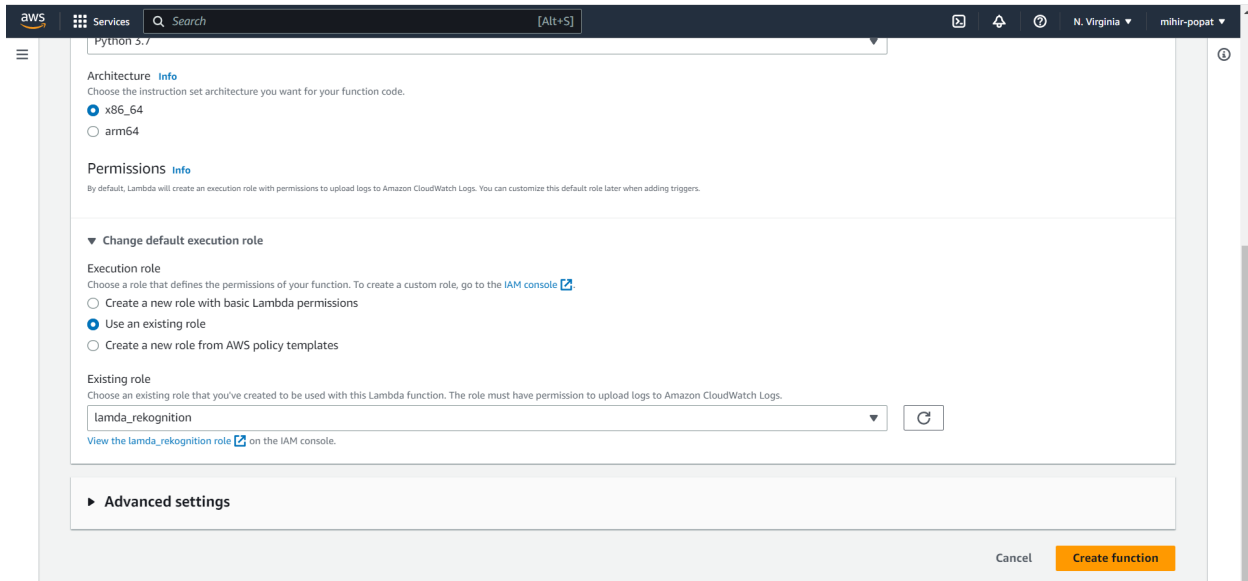 aws Services Search [Alt+S] N. Virginia mihir-popat
Python 3.7
Architecture Info
Choose the instruction set architecture you want for your function code.
x86_64
arm64
Permissions Info
By default, Lambda will create an execution role with permissions to upload logs to Amazon CloudWatch Logs. You can customize this default role later when adding triggers.
Change default execution role
Execution role
Choose a role that defines the permissions of your function. To create a custom role, go to the IAM console.
Create a new role with basic Lambda permissions
Use an existing role
Create a new role from AWS policy templates
Existing role
Choose an existing role that you've created to be used with this Lambda function. The role must have permission to upload logs to Amazon CloudWatch Logs.
lamda_rekognition
View the lamda_rekognition role on the IAM console.
Advanced settings
Cancel Create function